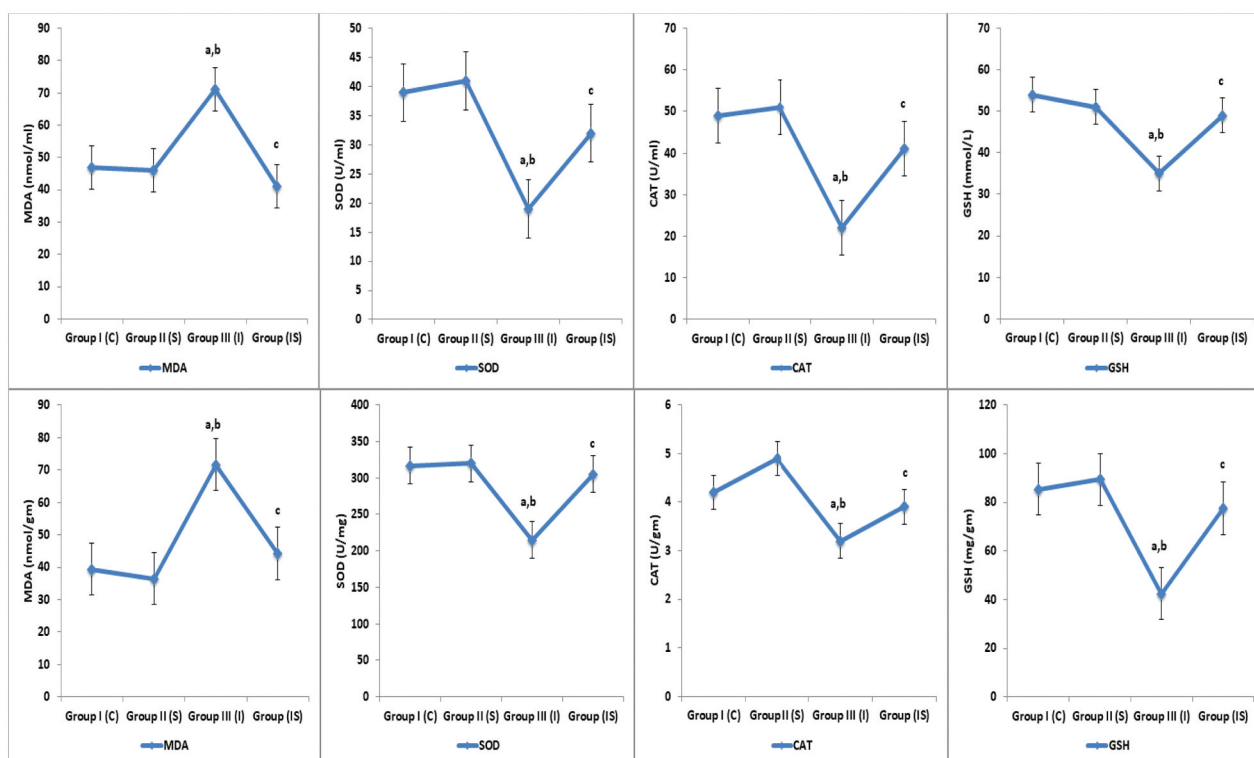 MDA (nmol/ml)
90
80
70
60
50
40
30
20
10
0
a,b
c
Group I (C) Group II (S) Group III (I) Group (IS)
MDA
SOD (U/ml)
50
45
40
35
30
25
20
15
10
5
0
a,b
c
Group I (C) Group II (S) Group III (I) Group (IS)
SOD
CAT (U/ml)
70
60
50
40
30
20
10
0
a,b
c
Group I (C) Group II (S) Group III (I) Group (IS)
CAT
GSH (mmol/L)
70
60
50
40
30
20
10
0
a,b
c
Group I (C) Group II (S) Group III (I) Group (IS)
GSH
MDA (nmol/gm)
90
80
70
60
50
40
30
20
10
0
a,b
c
Group I (C) Group II (S) Group III (I) Group (IS)
MDA
SOD (U/mg)
400
350
300
250
200
150
100
50
0
a,b
c
Group I (C) Group II (S) Group III (I) Group (IS)
SOD
CAT (U/gm)
6
5
4
3
2
1
0
a,b
c
Group I (C) Group II (S) Group III (I) Group (IS)
CAT
GSH (mg/gm)
120
100
80
60
40
20
0
a,b
c
Group I (C) Group II (S) Group III (I) Group (IS)
GSH